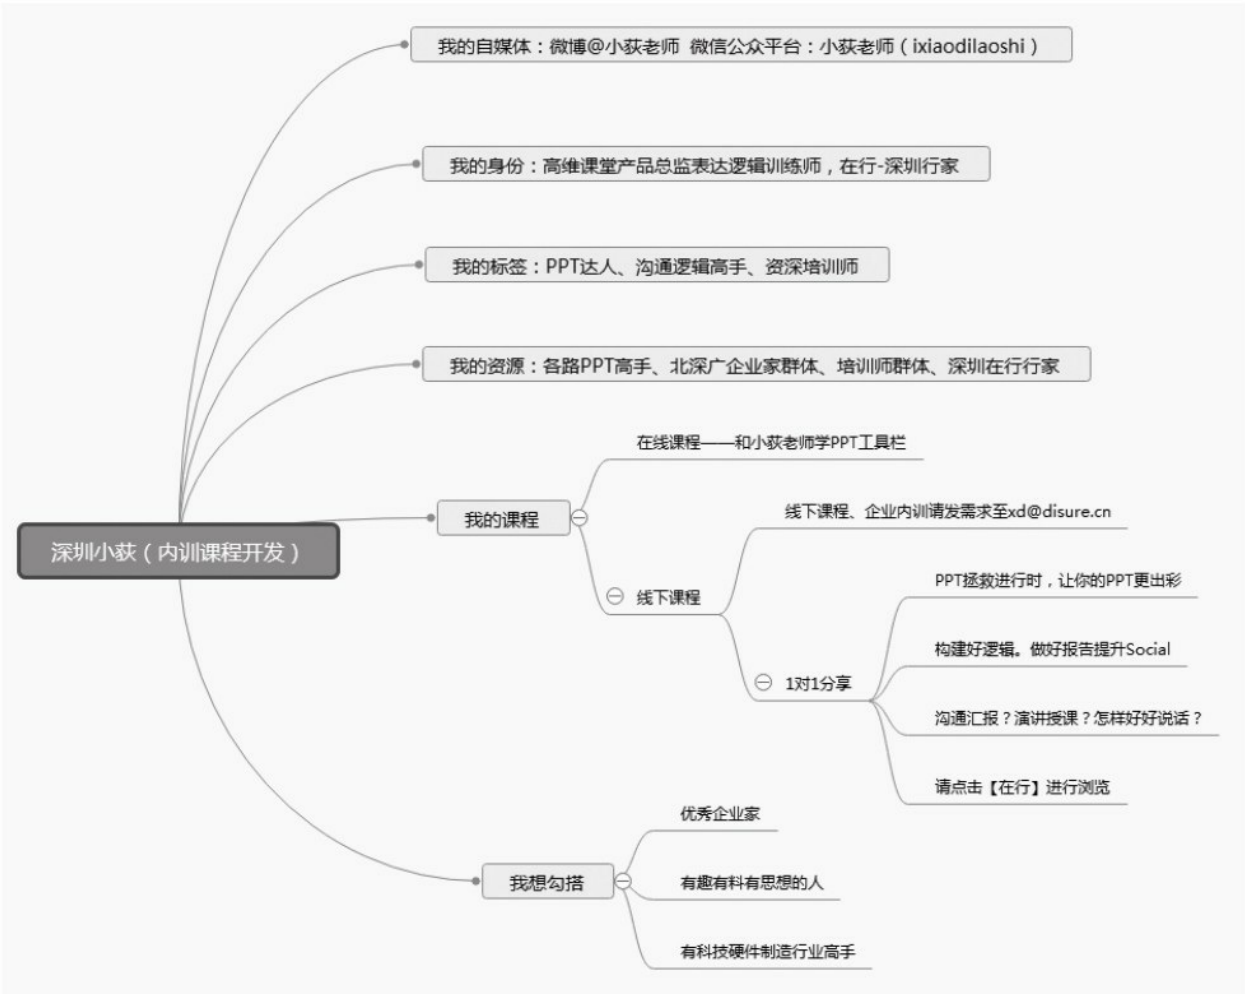 我的自媒体：微博@小荻老师 微信公众平台：小荻老师（ixiaodilaoshi）
我的身份：高维课堂产品总监表达逻辑训练师，在行-深圳行家
我的标签：PPT达人、沟通逻辑高手、资深培训师
我的资源：各路PPT高手、北深广企业家群体、培训师群体、深圳在行行家
在线课程——和小荻老师学PPT工具栏
我的课程
线下课程、企业内训请发需求至xd@disure.cn
深圳小荻（内训课程开发）
PPT拯救进行时，让你的PPT更出彩
线下课程
构建好逻辑。做好报告提升Social
1对1分享
沟通汇报？演讲授课？怎样好好说话？
请点击【在行】进行浏览
优秀企业家
我想勾搭
有趣有料有思想的人
有科技硬件制造行业高手